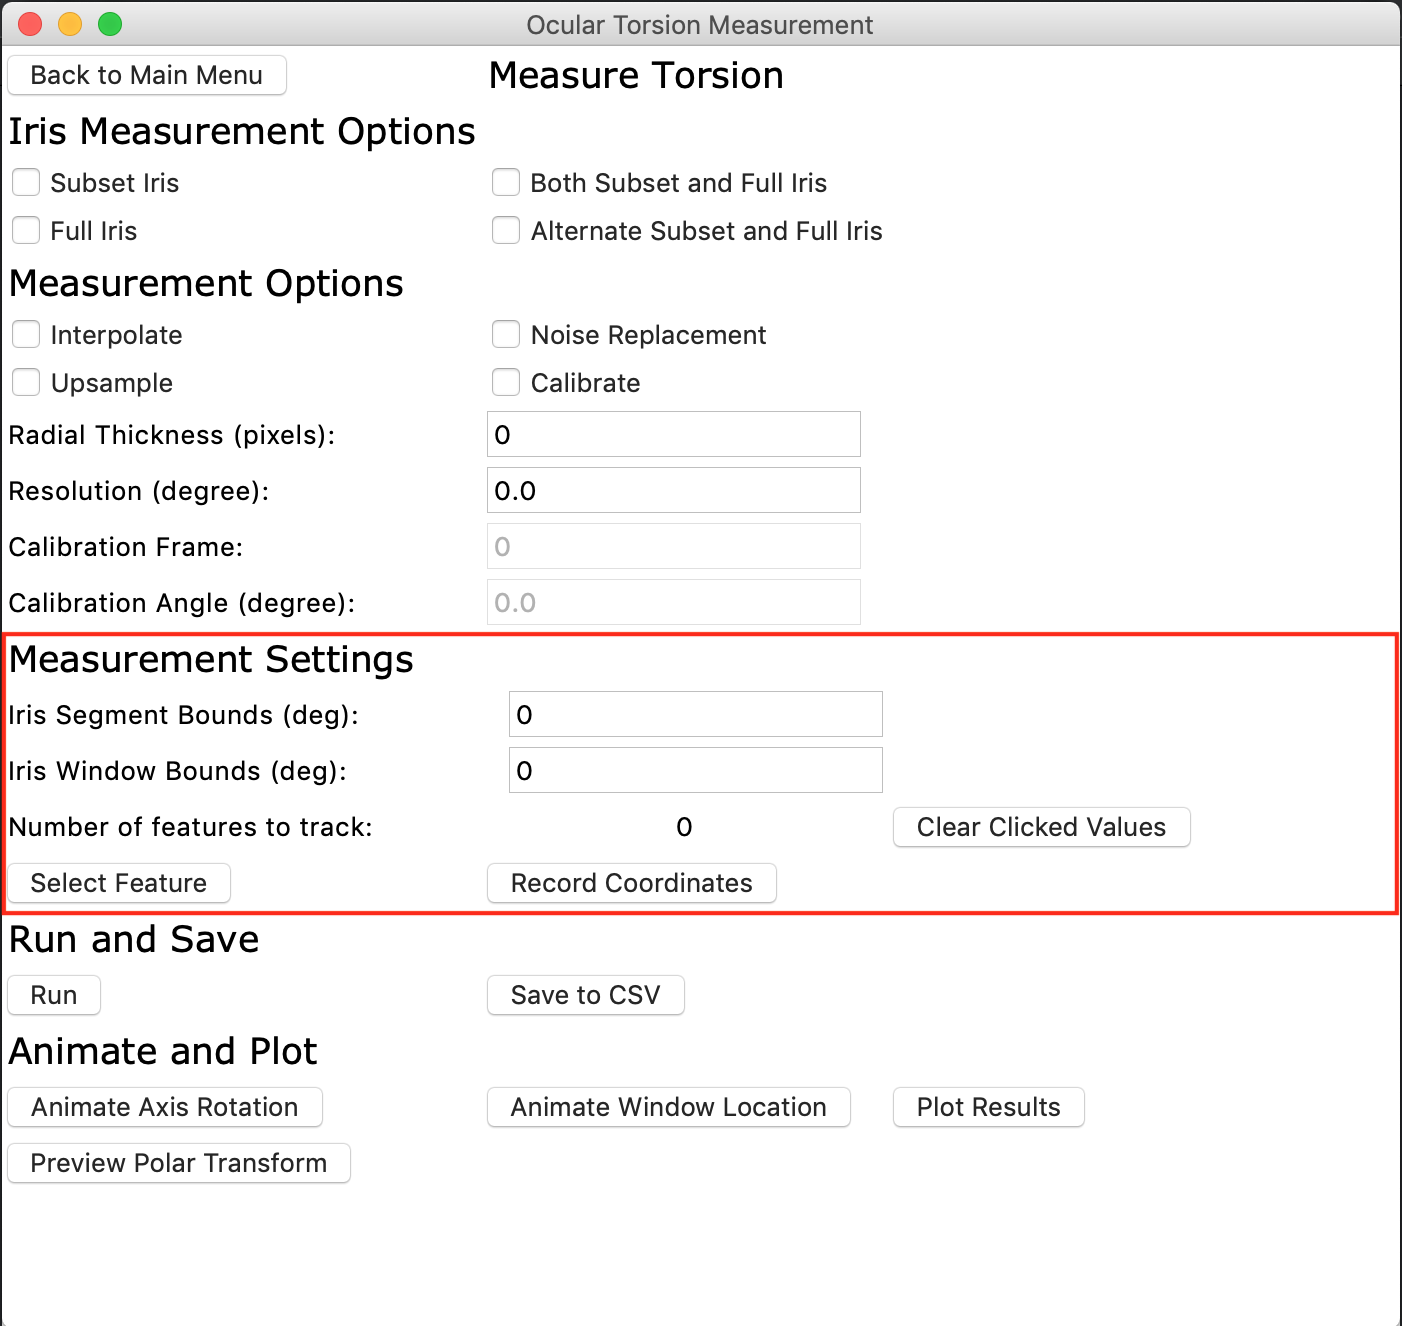 Ocular Torsion Measurement
Back to Main Menu Measure Torsion
Iris Measurement Options
Subset Iris Both Subset and Full Iris
Full Iris Alternate Subset and Full Iris
Measurement Options
Interpolate Noise Replacement
Upsample Calibrate
Radial Thickness (pixels): 0
Resolution (degree): 0.0
Calibration Frame: 0
Calibration Angle (degree): 0.0
Measurement Settings
Iris Segment Bounds (deg): 0
Iris Window Bounds (deg): 0
Number of features to track: 0 Clear Clicked Values
Select Feature Record Coordinates
Run and Save
Run Save to CSV
Animate and Plot
Animate Axis Rotation Animate Window Location Plot Results
Preview Polar Transform